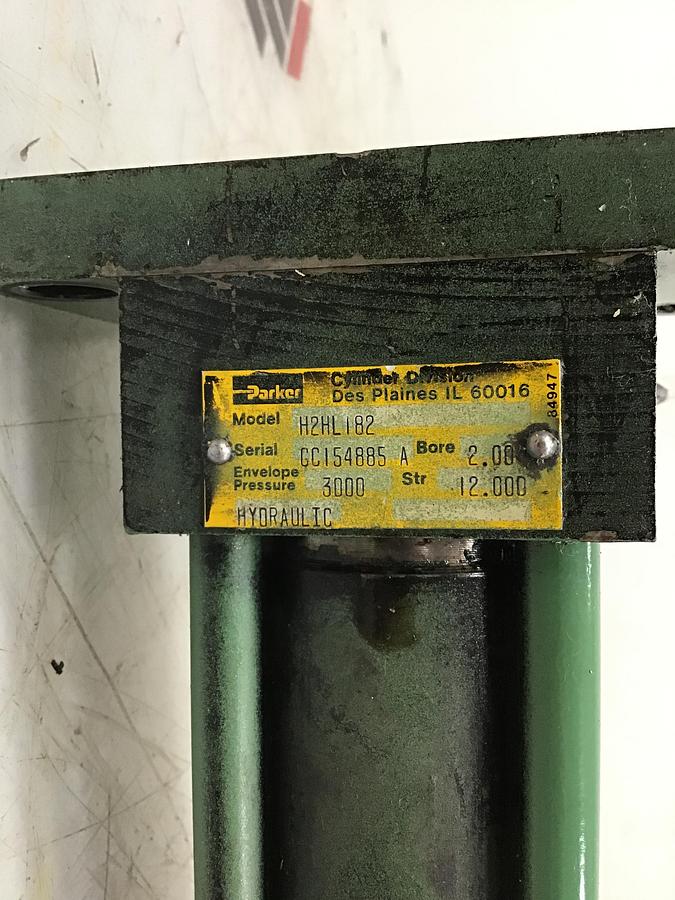 Parker
Cylinder Division
Des Plaines IL 60016
84947
Model H2HL182
Serial CC154885 A Bore 2.00
Envelope Pressure 3000 Str 12.000
HYDRAULIC